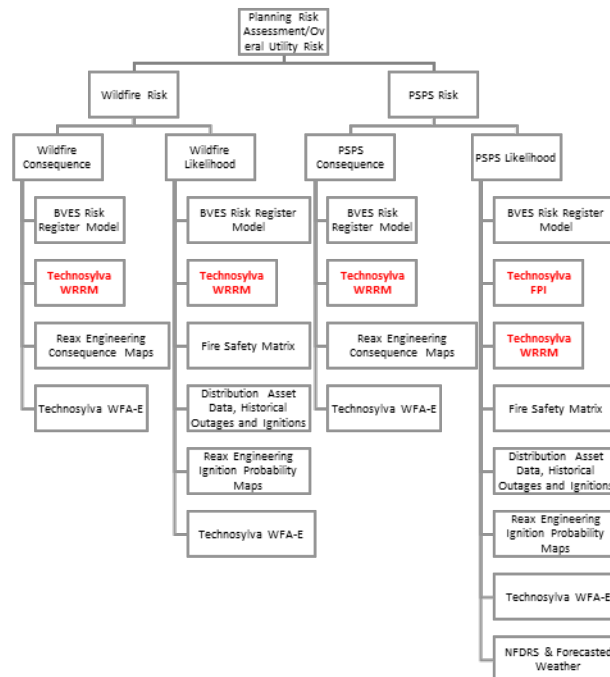 Planning Risk
Assessment/Ov
eral Utility Risk
Wildfire Risk
PSPS Risk
Wildfire
Consequence
Wildfire
Likelihood
PSPS
Consequence
PSPS Likelihood
BVES Risk
Register Model
Technosylva
WRRM
Reax Engineering
Consequence Maps
Technosylva WFA-E
BVES Risk Register
Model
Technosylva
WRRM
Fire Safety Matrix
Distribution Asset
Data, Historical
Outages and Ignitions
Reax Engineering
Ignition Probability
Maps
Technosylva WFA-E
BVES Risk
Register Model
Technosylva
WRRM
Reax Engineering
Consequence Maps
Technosylva WFA-E
BVES Risk Register
Model
Technosylva
FPI
Technosylva
WRRM
Fire Safety Matrix
Distribution Asset
Data, Historical
Outages and Ignitions
Reax Engineering
Ignition Probability
Maps
Technosylva WFA-E
NFDRS & Forecasted
Weather